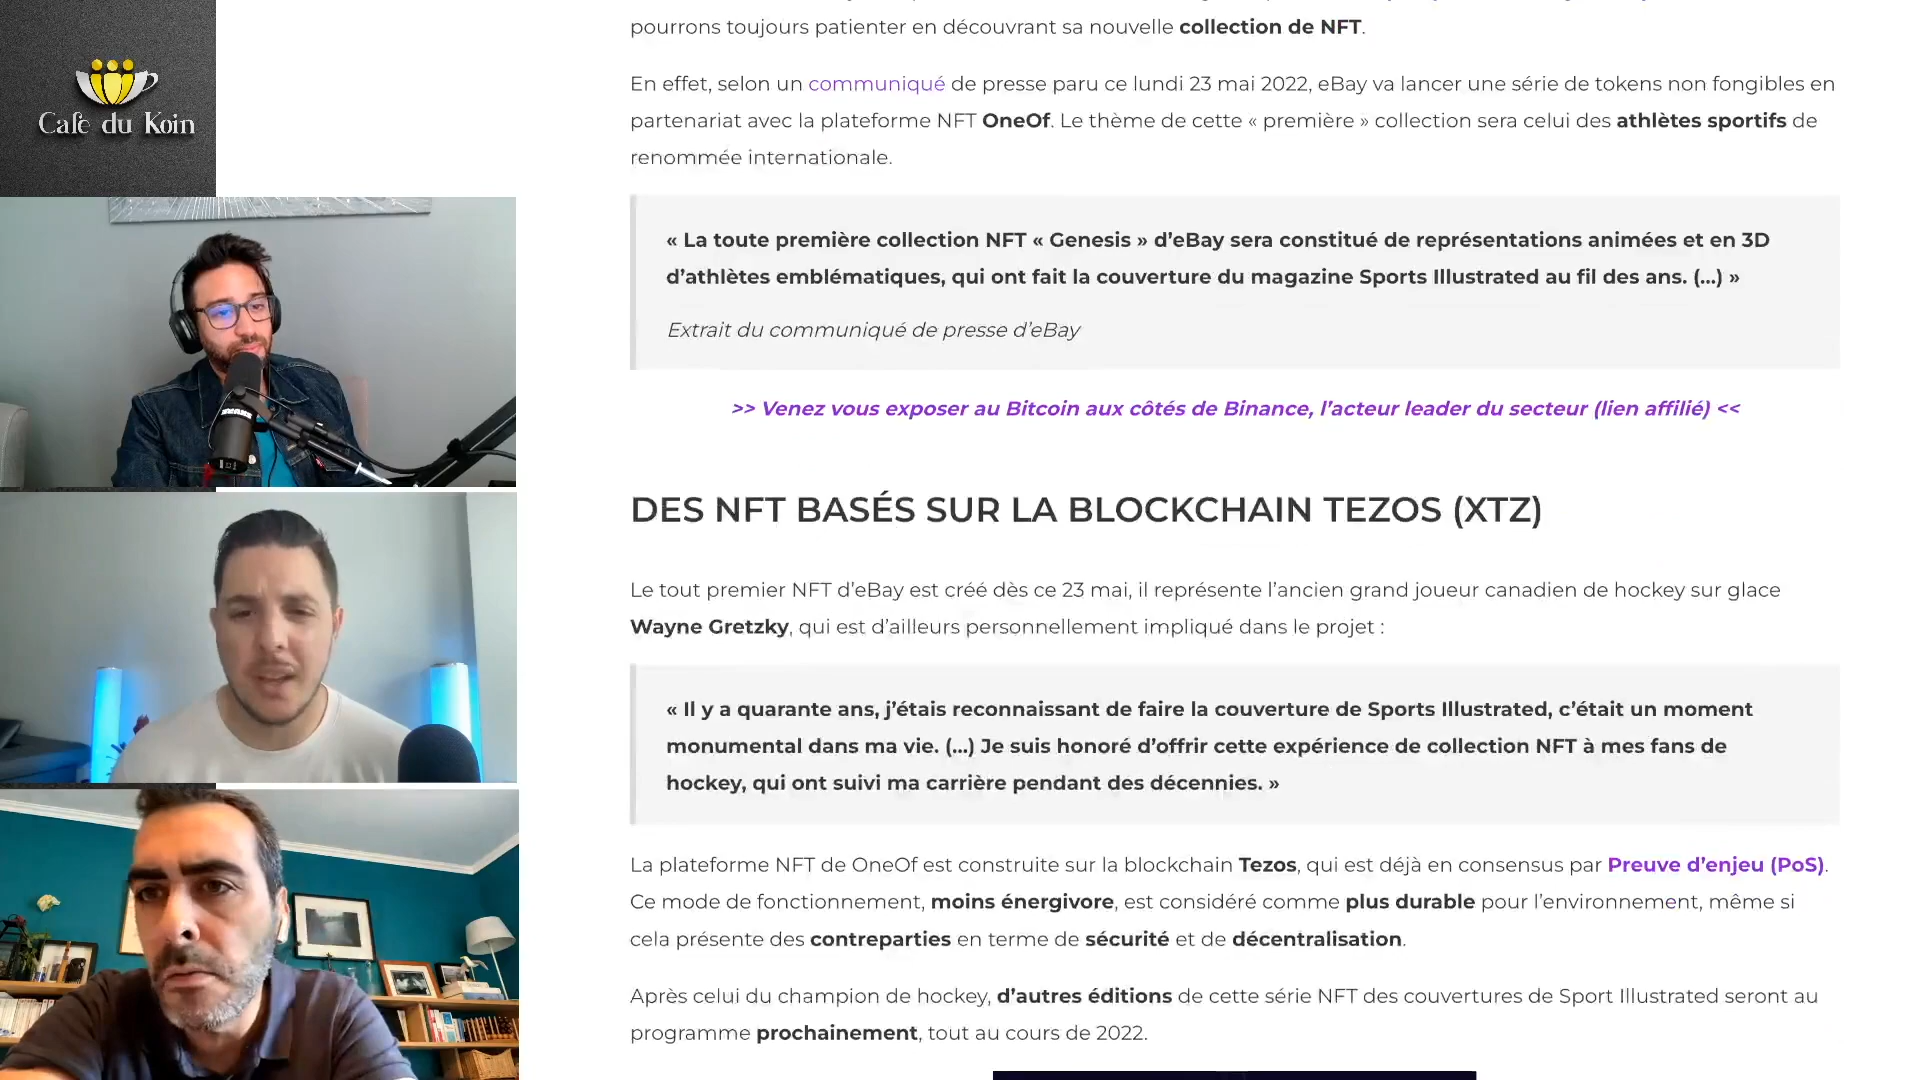 Cafe du Koin
pourrons toujours patienter en découvrant sa nouvelle collection de NFT.
En effet, selon un communiqué de presse paru ce lundi 23 mai 2022, eBay va lancer une série de tokens non fongibles en
partenariat avec la plateforme NFT OneOf. Le thème de cette « première » collection sera celui des athlètes sportifs de
renommée internationale.
« La toute première collection NFT « Genesis » d’eBay sera constitué de représentations animées et en 3D
d’athlètes emblématiques, qui ont fait la couverture du magazine Sports Illustrated au fil des ans. (…) »
Extrait du communiqué de presse d’eBay
>> Venez vous exposer au Bitcoin aux côtés de Binance, l’acteur leader du secteur (lien affilié) <<
DES NFT BASÉS SUR LA BLOCKCHAIN TEZOS (XTZ)
Le tout premier NFT d’eBay est créé dès ce 23 mai, il représente l’ancien grand joueur canadien de hockey sur glace
Wayne Gretzky, qui est d’ailleurs personnellement impliqué dans le projet :
« Il y a quarante ans, j’étais reconnaissant de faire la couverture de Sports Illustrated, c’était un moment
monumental dans ma vie. (…) Je suis honoré d’offrir cette expérience de collection NFT à mes fans de
hockey, qui ont suivi ma carrière pendant des décennies. »
La plateforme NFT de OneOf est construite sur la blockchain Tezos, qui est déjà en consensus par Preuve d’enjeu (PoS).
Ce mode de fonctionnement, moins énergivore, est considéré comme plus durable pour l’environnement, même si
cela présente des contreparties en terme de sécurité et de décentralisation.
Après celui du champion de hockey, d’autres éditions de cette série NFT des couvertures de Sport Illustrated seront au
programme prochainement, tout au cours de 2022.